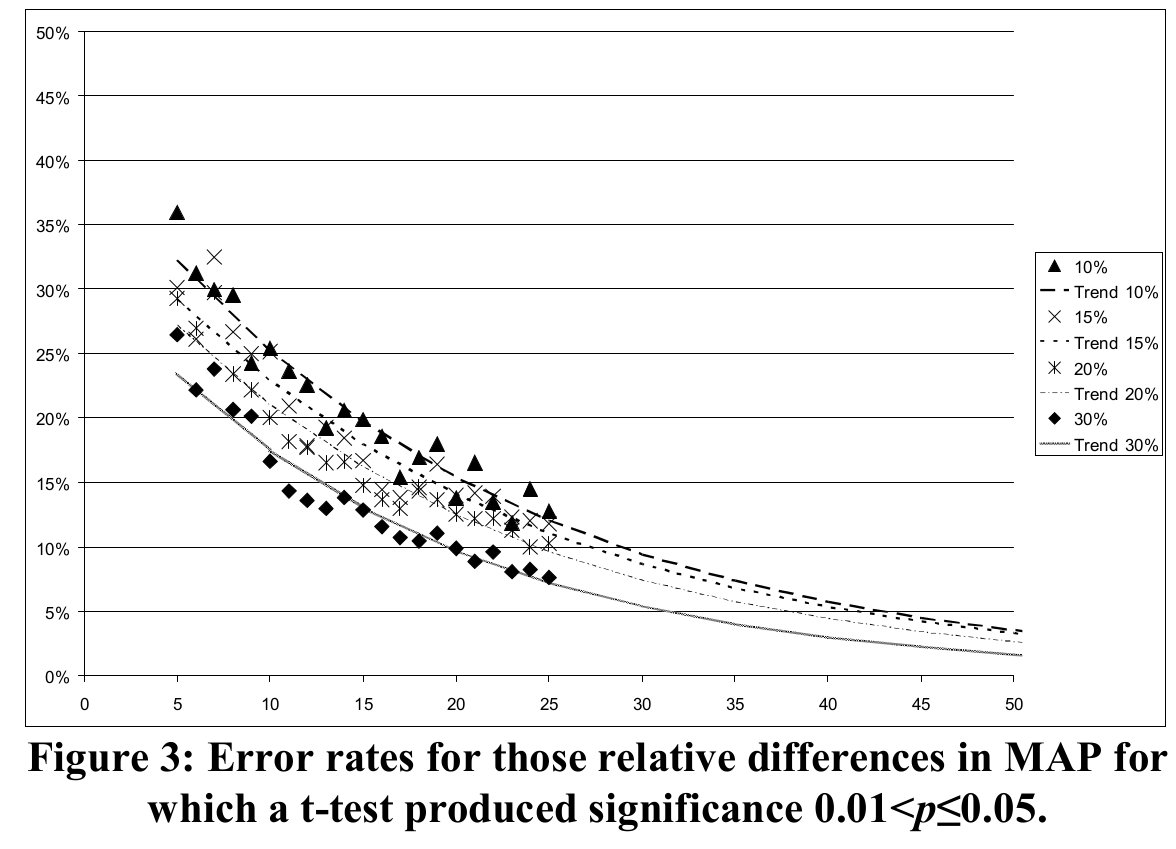 50%
45%
40%
35%
30%
25%
20%
15%
10%
5%
0%
0 5 10 15 20 25 30 35 40 45 50
10%
Trend 10%
15%
Trend 15%
20%
Trend 20%
30%
Trend 30%
Figure 3: Error rates for those relative differences in MAP for
which a t-test produced significance 0.01<p≤0.05.